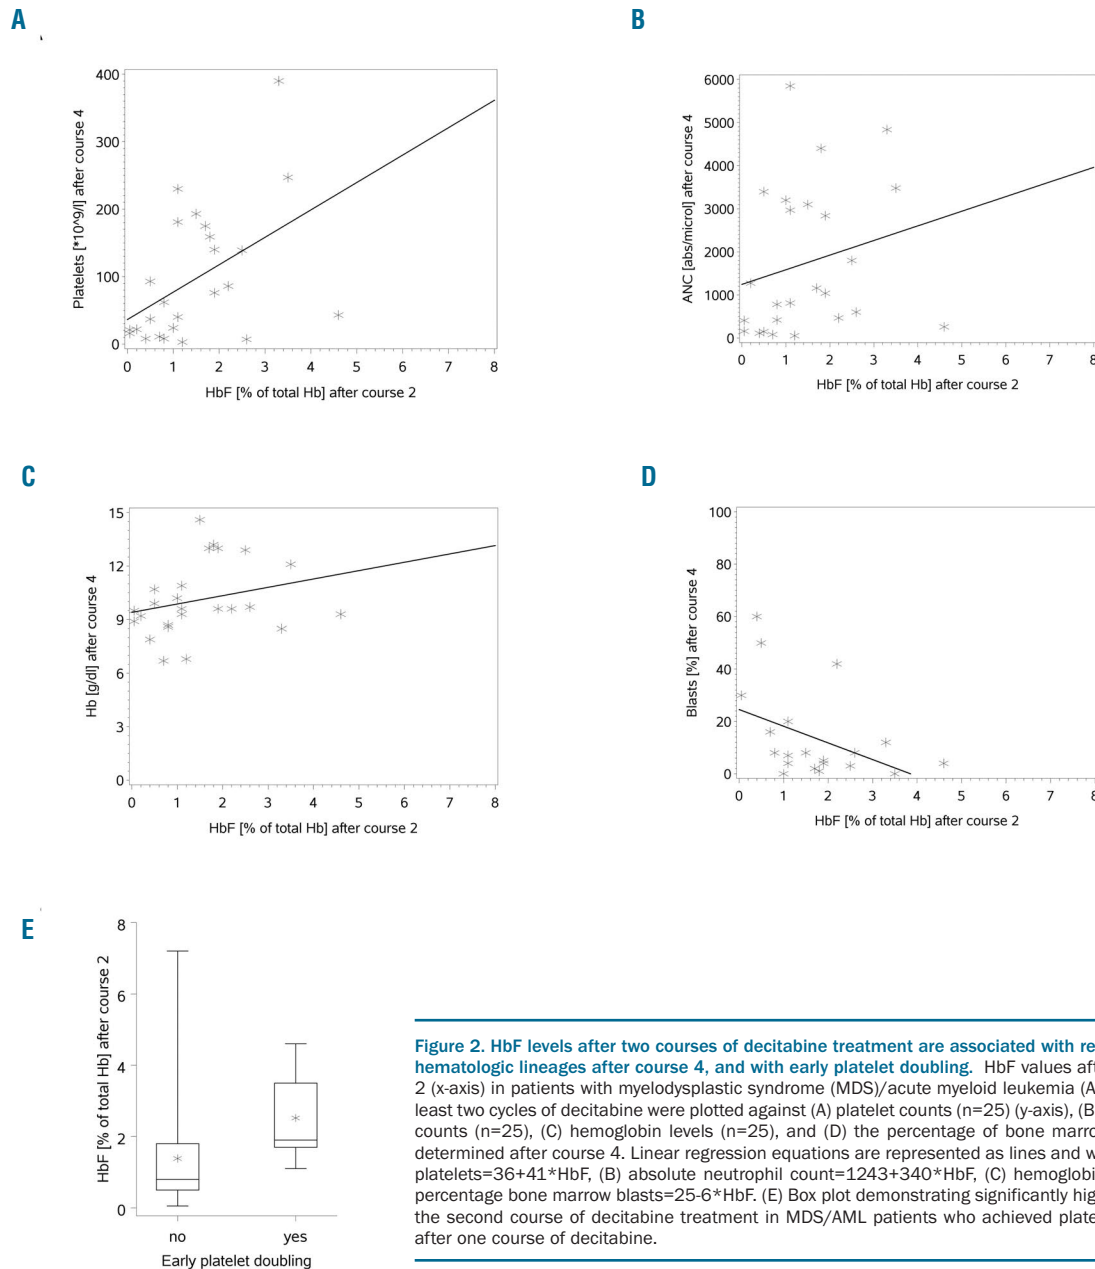 A
B
400
300
200
100
0
Platelets [*10^9/l] after course 4
0 1 2 3 4 5 6 7 8
HbF [% of total Hb] after course 2
6000
5000
4000
3000
2000
1000
0
ANC [abs/microl] after course 4
0 1 2 3 4 5 6 7 8
HbF [% of total Hb] after course 2
C
D
15
12
9
6
3
0
Hb [g/dl] after course 4
0 1 2 3 4 5 6 7 8
HbF [% of total Hb] after course 2
100
80
60
40
20
0
Blasts [%] after course 4
0 1 2 3 4 5 6 7 8
HbF [% of total Hb] after course 2
E
8
6
4
2
0
HbF [% of total Hb] after course 2
no yes
Early platelet doubling
Figure 2. HbF levels after two courses of decitabine treatment are associated with re
hematologic lineages after course 4, and with early platelet doubling. HbF values aft
2 (x-axis) in patients with myelodysplastic syndrome (MDS)/acute myeloid leukemia (A
least two cycles of decitabine were plotted against (A) platelet counts (n=25) (y-axis), (B
counts (n=25), (C) hemoglobin levels (n=25), and (D) the percentage of bone marro
determined after course 4. Linear regression equations are represented as lines and w
platelets=36+41*HbF, (B) absolute neutrophil count=1243+340*HbF, (C) hemoglobi
percentage bone marrow blasts=25-6*HbF. (E) Box plot demonstrating significantly hig
the second course of decitabine treatment in MDS/AML patients who achieved plate
after one course of decitabine.